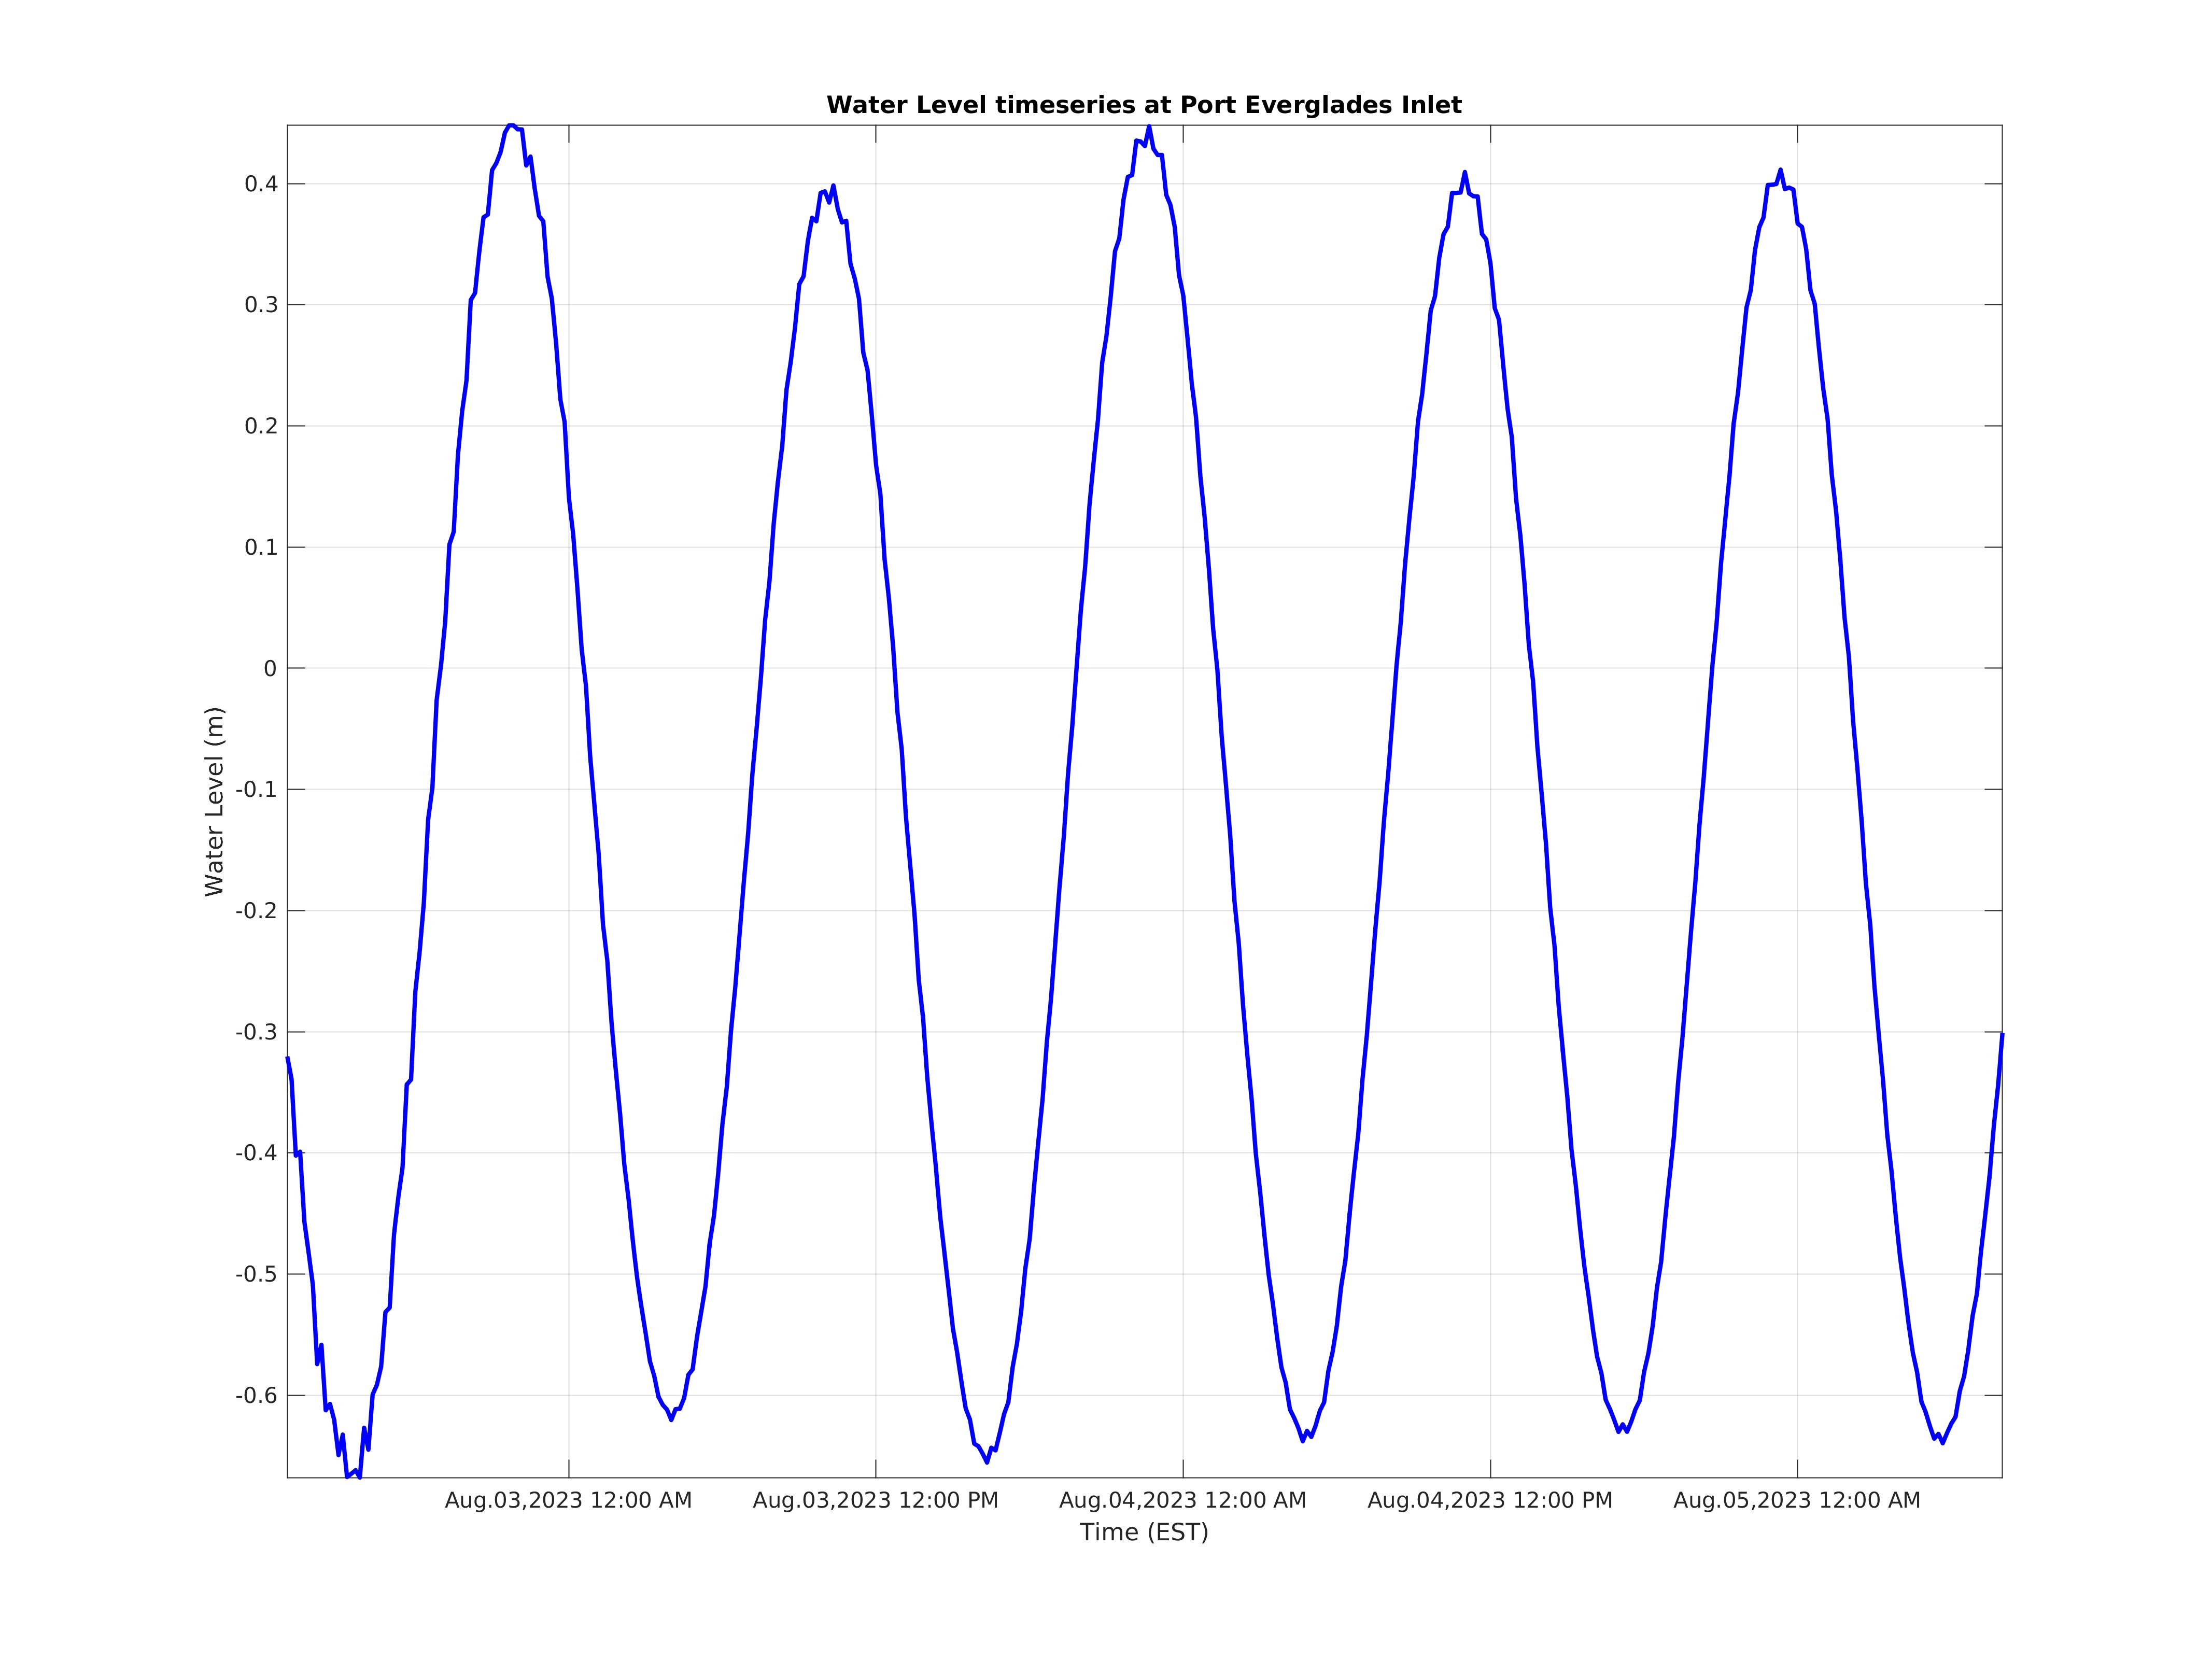 Water Level timeseries at Port Everglades Inlet
0.4
0.3
0.2
0.1
0
-0.1
-0.2
-0.3
-0.4
-0.5
-0.6
Water Level (m)
Aug.03,2023 12:00 AM
Aug.03,2023 12:00 PM
Aug.04,2023 12:00 AM
Aug.04,2023 12:00 PM
Aug.05,2023 12:00 AM
Time (EST)